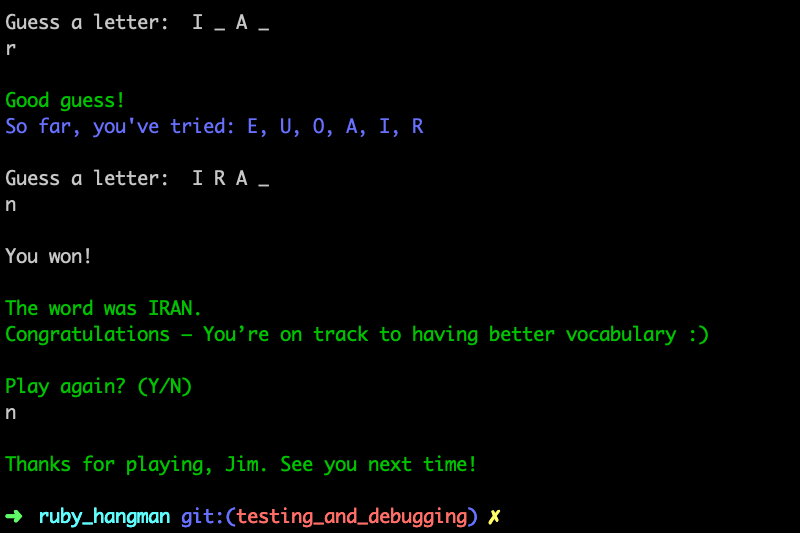 Guess a letter:  I _ A _
r
Good guess!
So far, you've tried: E, U, O, A, I, R
Guess a letter:  I R A _
n
You won!
The word was IRAN.
Congratulations – You’re on track to having better vocabulary :)
Play again? (Y/N)
n
Thanks for playing, Jim. See you next time!
➜  ruby_hangman git:(testing_and_debugging) ✗